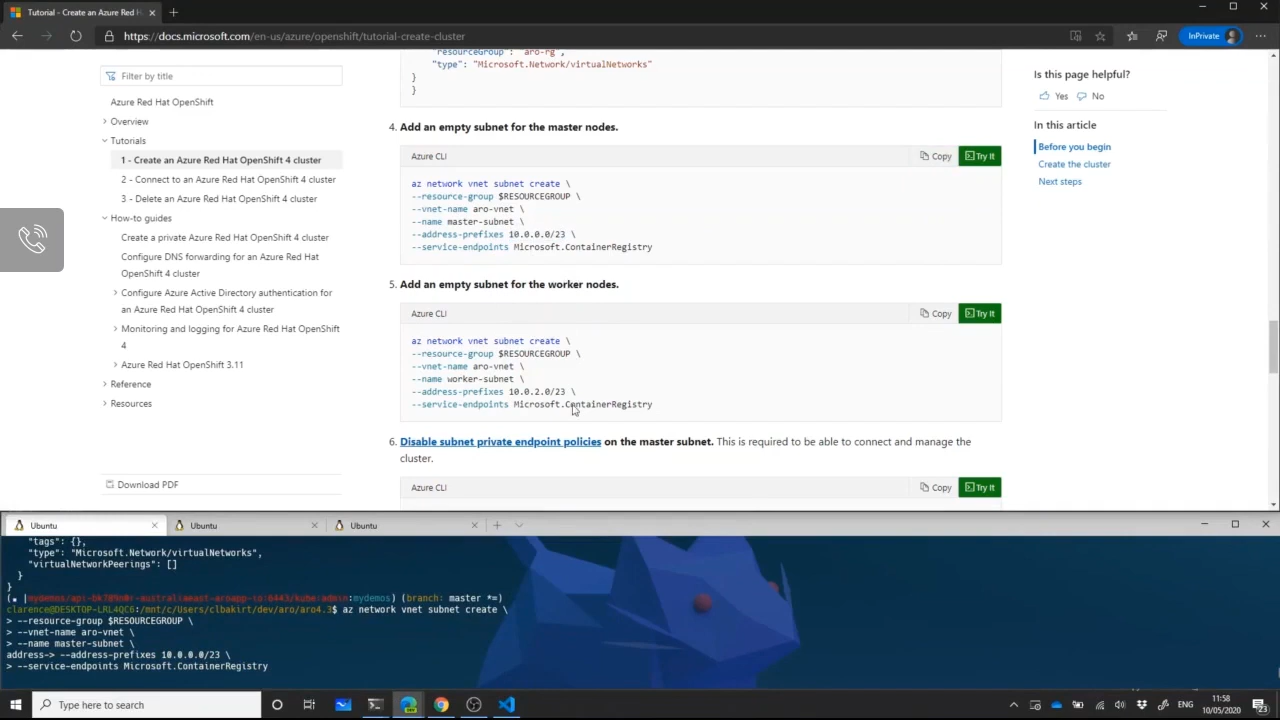 Tutorial - Create an Azure Red H
https://docs.microsoft.com/en-us/azure/openshift/tutorial-create-cluster
InPrivate
Filter by title
Azure Red Hat OpenShift
Overview
Tutorials
1 - Create an Azure Red Hat OpenShift 4 cluster
2 - Connect to an Azure Red Hat OpenShift 4 cluster
3 - Delete an Azure Red Hat OpenShift 4 cluster
How-to guides
Create a private Azure Red Hat OpenShift 4 cluster
Configure DNS forwarding for an Azure Red Hat
OpenShift 4 cluster
Configure Azure Active Directory authentication for
an Azure Red Hat OpenShift 4 cluster
Monitoring and logging for Azure Red Hat OpenShift
4
Azure Red Hat OpenShift 3.11
Reference
Resources
Download PDF
"resourceGroup": "aro-rg",
"type": "Microsoft.Network/virtualNetworks"
}
}
4. Add an empty subnet for the master nodes.
Azure CLI
Copy
Try It
az network vnet subnet create \
--resource-group $RESOURCEGROUP \
--vnet-name aro-vnet \
--name master-subnet \
--address-prefixes 10.0.0.0/23 \
--service-endpoints Microsoft.ContainerRegistry
5. Add an empty subnet for the worker nodes.
Azure CLI
Copy
Try It
az network vnet subnet create \
--resource-group $RESOURCEGROUP \
--vnet-name aro-vnet \
--name worker-subnet \
--address-prefixes 10.0.2.0/23 \
--service-endpoints Microsoft.ContainerRegistry
6. Disable subnet private endpoint policies on the master subnet. This is required to be able to connect and manage the
cluster.
Azure CLI
Copy
Try It
Is this page helpful?
Yes
No
In this article
Before you begin
Create the cluster
Next steps
Ubuntu
Ubuntu
Ubuntu
"tags": {},
"type": "Microsoft.Network/virtualNetworks",
"virtualNetworkPeerings": []
}
}
:mydemos) (branch: master *=)
clarence@DESKTOP-LRL4QC6:/mnt/c/Users/clbakirt/dev/aro/aro4.3$ az network vnet subnet create \
> --resource-group $RESOURCEGROUP \
> --vnet-name aro-vnet \
> --name master-subnet \
address-> --address-prefixes 10.0.0.0/23 \
> --service-endpoints Microsoft.ContainerRegistry
Type here to search
ENG
11:58
10/05/2020
23